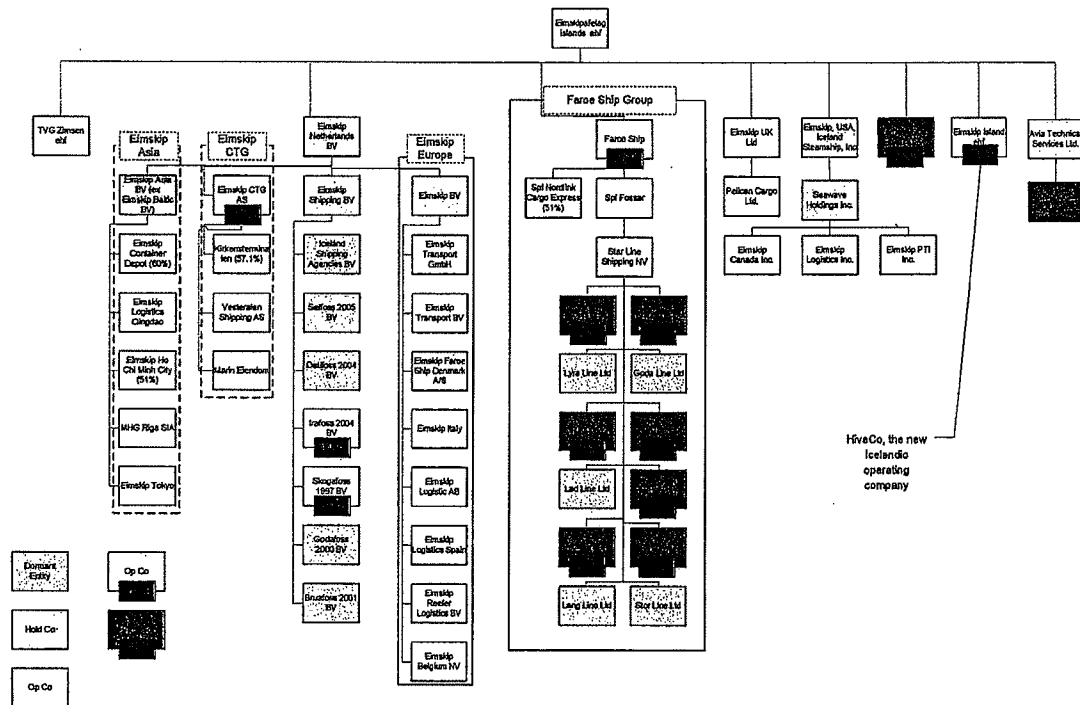 Eimskipafelag
Islands ehf
Faroe Ship Group
TVG Zimsen
ehf
Eimskip
Asia
Eimskip
CTG
Eimskip
Netherlands
BV
Eimskip
Europe
Faroe Ship
Eimskip UK
Ltd
Eimskip, USA,
Iceland
Steamship, Inc
Eimskip Island
ehf
Avia Technical
Services Ltd.
Eimskip Asia
BV (ex
Eimskip Baltic
BV)
Eimskip CTG
AS
Eimskip
Shipping BV
Eimskip BV
Spl Nordlink
Cargo Express
(51%)
Spl Fossar
Pelican Cargo
Ltd.
Seawave
Holdings Inc.
Eimskip
Container
Depot (60%)
(57.1%)
Iceland
Shipping
Agencies BV
Eimskip
Transport
GmbH
Star Line
Shipping NV
Eimskip
Canada Inc.
Eimskip
Logistics Inc.
Eimskip PTI
Inc.
Eimskip
Logistics
Qingdao
Vesteralen
Shipping AS
Selfoss 2005
BV
Eimskip
Transport BV
Eimskip Ho
Chi Minh City
(51%)
Marin Eiendom
Dettifoss 2004
BV
Eimskip Faroe
Ship Denmark
A/S
Lyra Line Ltd
Goda Line Ltd
MHG Riga SIA
Irafoss 2004
BV
Eimskip Italy
HiveCo, the new
Icelandic
operating
company
Eimskip Tokyo
Skogafoss
1997 BV
Eimskip
Logistic AS
Lad Line Ltd
Dormant
Entity
Op Co
Godafoss
2000 BV
Eimskip
Logistics Spain
Hold Co
Bruarfoss 2001
BV
Eimskip
Reefer
Logistics BV
Lang Line Ltd
Stor Line Ltd
Op Co
Eimskip
Belgium NV